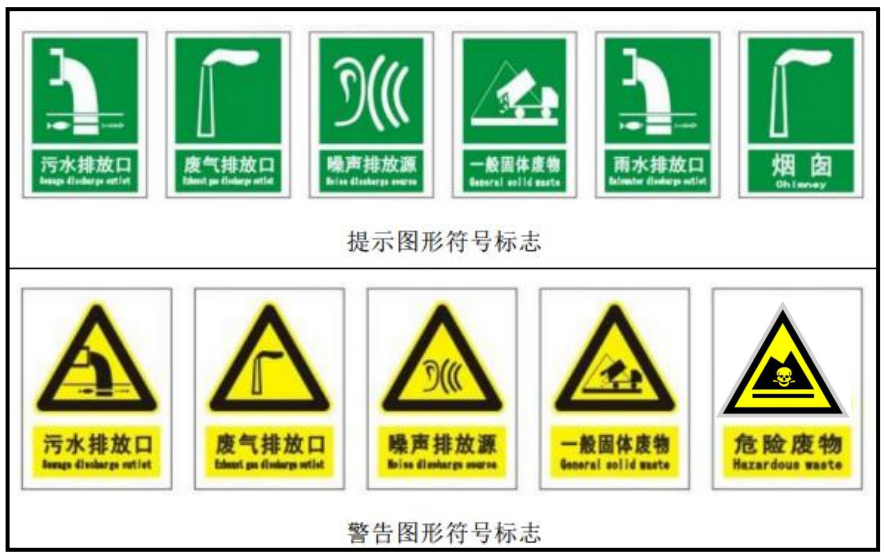 污水排放口
Sewage discharge outlet
废气排放口
Exhaust gas discharge outlet
噪声排放源
Noise discharge source
一般固体废物
General solid waste
雨水排放口
Rainwater discharge outlet
烟囱
Chimney
提示图形符号标志
污水排放口
Sewage discharge outlet
废气排放口
Exhaust gas discharge outlet
噪声排放源
Noise discharge source
一般固体废物
General solid waste
危险废物
Hazardous waste
警告图形符号标志